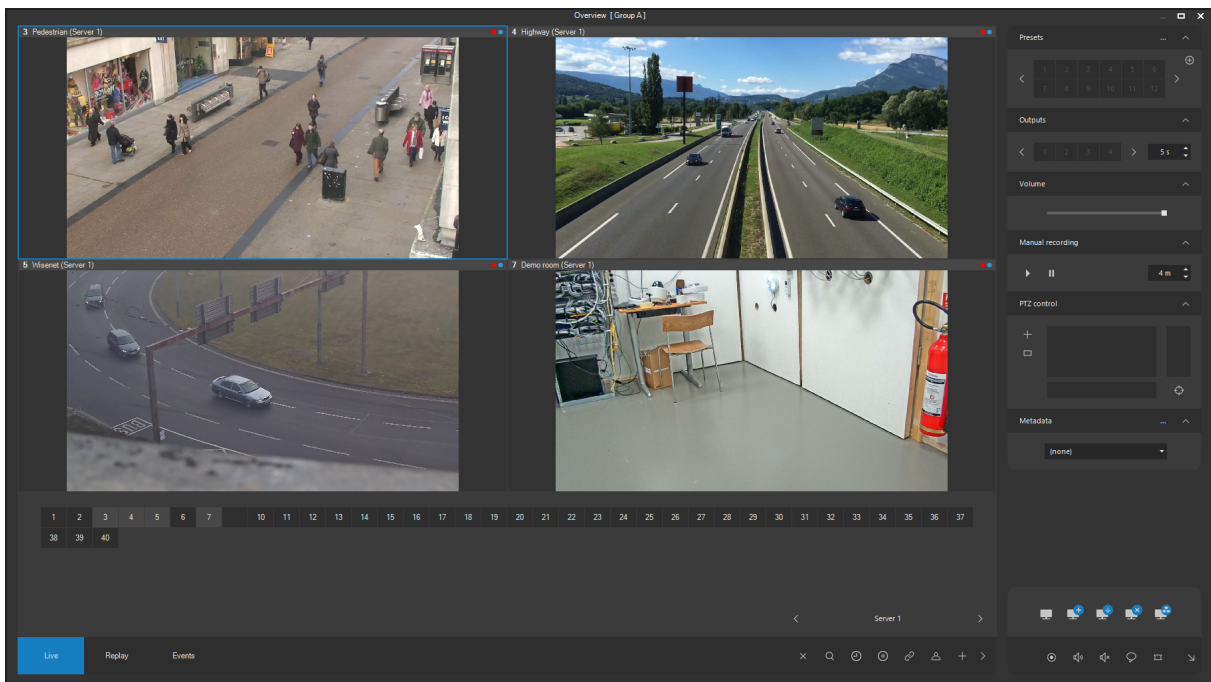 Overview [Group A]
3 Pedestrian (Server 1)
4 Highway (Server 1)
5 Wisenet (Server 1)
7 Demo room (Server 1)
1 2 3 4 5 6 7 10 11 12 13 14 15 16 17 18 19 20 21 22 23 24 25 26 27 28 29 30 31 32 33 34 35 36 37
38 39 40
Server 1
Live Replay Events
Presets ...
1 2 3 4 5 6
7 8 9 10 11 12
Outputs
1 2 3 4 5 s
Volume
Manual recording
4 m
PTZ control
Metadata ...
(none)